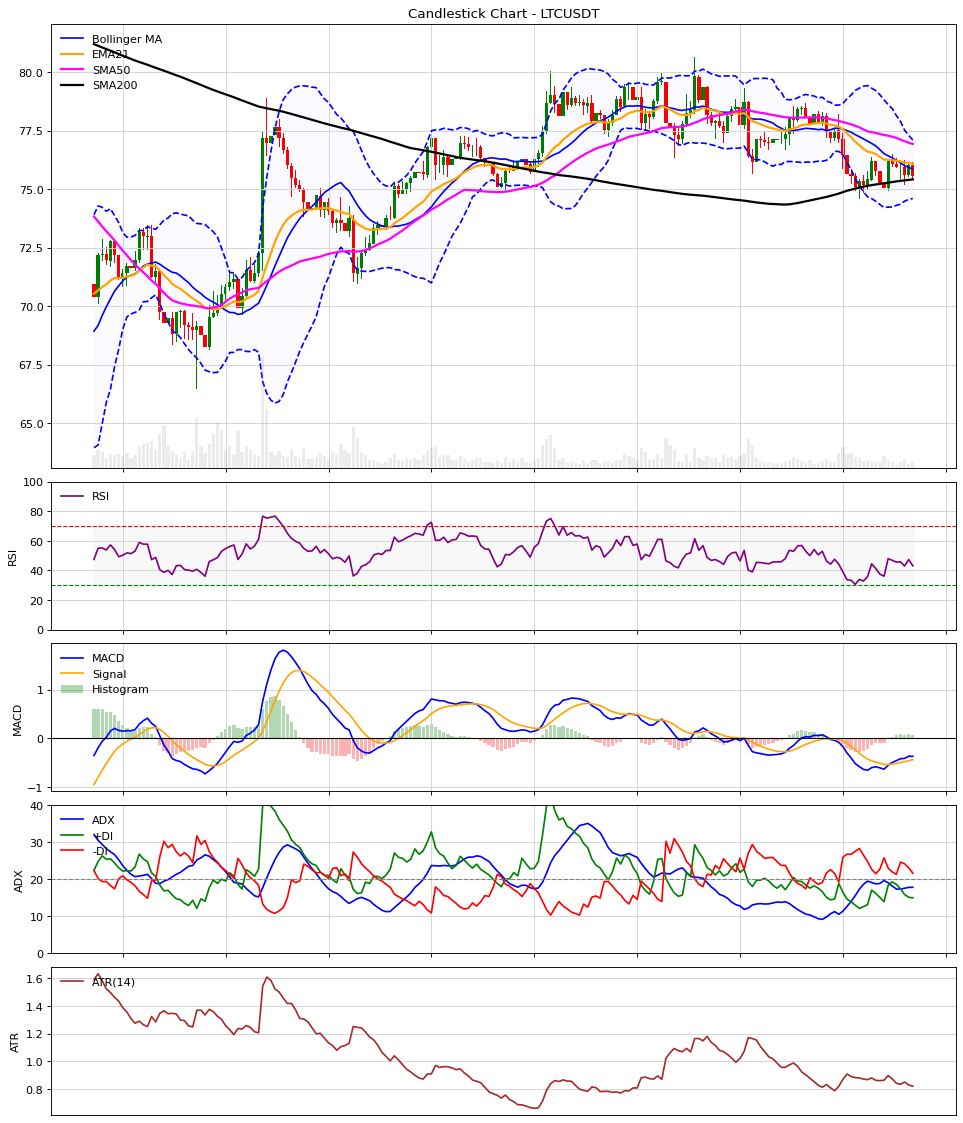 Candlestick Chart - LTCUSDT
Bollinger MA
EMA21
SMA50
SMA200
80.0
77.5
75.0
72.5
70.0
67.5
65.0
RSI
100
80
60
40
20
0
RSI
MACD
Signal
Histogram
1
0
−1
MACD
ADX
+DI
-DI
40
30
20
10
0
ADX
ATR(14)
1.6
1.4
1.2
1.0
0.8
ATR